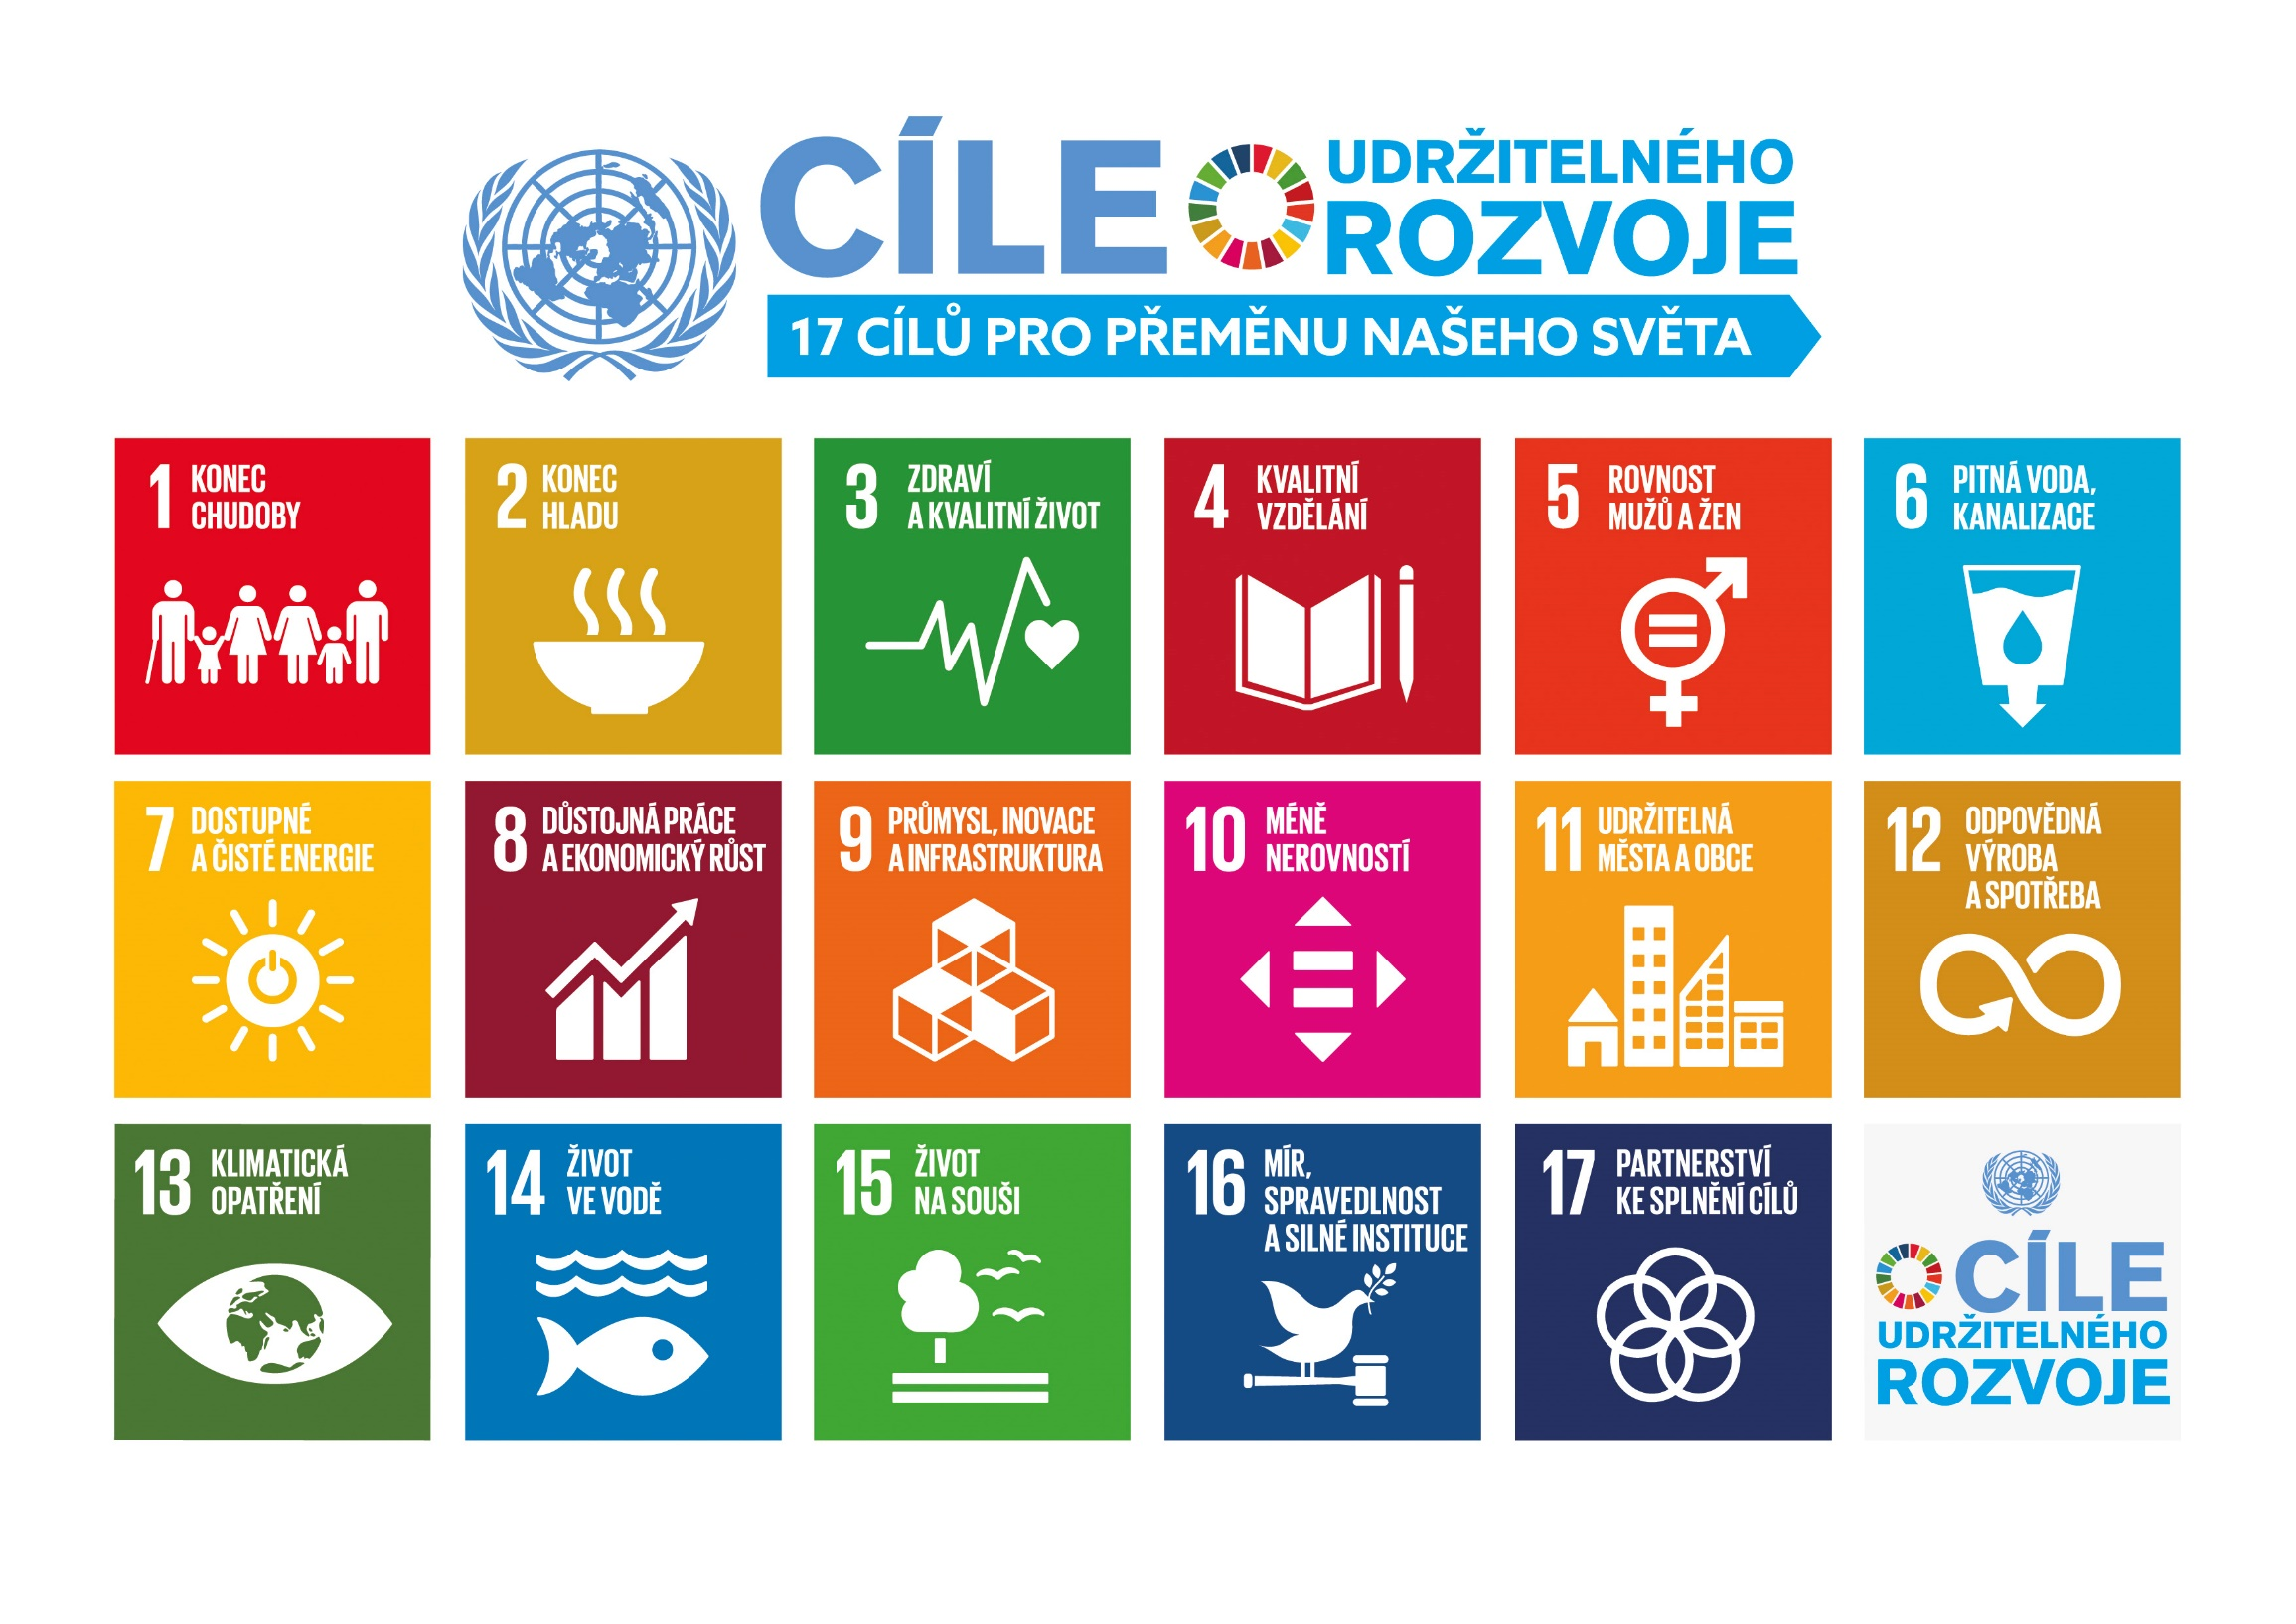 CÍLE
UDRŽITELNÉHO
ROZVOJE
17 CÍLŮ PRO PŘEMĚNU NAŠEHO SVĚTA
1 KONEC
CHUDOBY
2 KONEC
HLADU
3 ZDRAVÍ
A KVALITNÍ ŽIVOT
4 KVALITNÍ
VZDĚLÁNÍ
5 ROVNOST
MUŽŮ A ŽEN
6 PITNÁ VODA,
KANALIZACE
7 DOSTUPNÉ
A ČISTÉ ENERGIE
8 DŮSTOJNÁ PRÁCE
A EKONOMICKÝ RŮST
9 PRŮMYSL, INOVACE
A INFRASTRUKTURA
10 MÉNĚ
NEROVNOSTÍ
11 UDRŽITELNÁ
MĚSTA A OBCE
12 ODPOVĚDNÁ
VÝROBA
A SPOTŘEBA
13 KLIMATICKÁ
OPATŘENÍ
14 ŽIVOT
VE VODĚ
15 ŽIVOT
NA SOUŠI
16 MÍR,
SPRAVEDLNOST
A SILNÉ INSTITUCE
17 PARTNERSTVÍ
KE SPLNĚNÍ CÍLŮ
CÍLE
UDRŽITELNÉHO
ROZVOJE